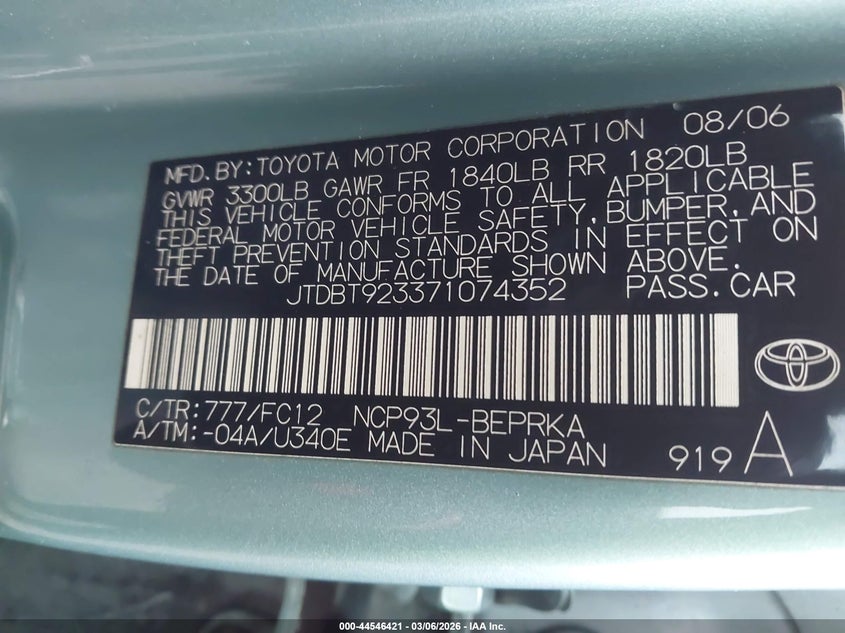 MFD. BY: TOYOTA MOTOR CORPORATION 08/06
GVWR 3300LB GAWR FR 1840LB RR 1820LB
THIS VEHICLE CONFORMS TO ALL APPLICABLE
FEDERAL MOTOR VEHICLE SAFETY, BUMPER, AND
THEFT PREVENTION STANDARDS IN EFFECT ON
THE DATE OF MANUFACTURE SHOWN ABOVE.
JTDBT923371074352 PASS. CAR
C/TR: 777/FC12 NCP93L-BEPRKA
A/TM: -04A/U340E MADE IN JAPAN 919 A
000-44546421 - 03/06/2026 - IAA Inc.